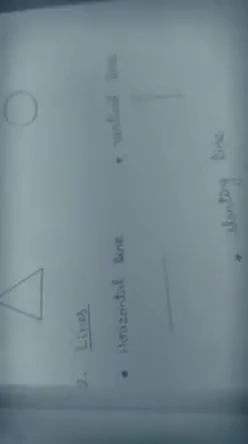 2. Lines
• Horizontal line
• vertical line
• slanting line